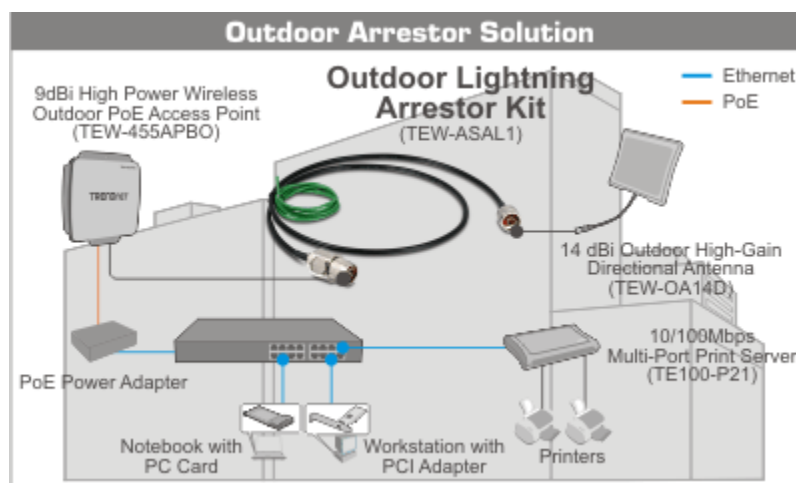 Outdoor Arrestor Solution
9dBi High Power Wireless
Outdoor PoE Access Point
(TEW-455APBO)
Outdoor Lightning
Arrestor Kit
(TEW-ASAL1)
Ethernet
PoE
TRENDNET
14 dBi Outdoor High-Gain
Directional Antenna
(TEW-OA14D)
PoE Power Adapter
10/100Mbps
Multi-Port Print Server
(TE100-P21)
Notebook with
PC Card
Workstation with
PCI Adapter
Printers